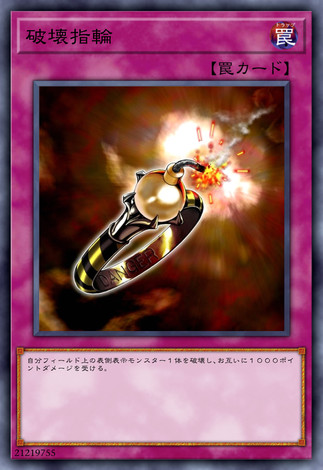 破壊指輪
トラップ
罠
【罠カード】
DANGER
自分フィールド上の表側表示モンスター１体を破壊し、お互いに１０００ポイ
ントダメージを受ける。
21219755